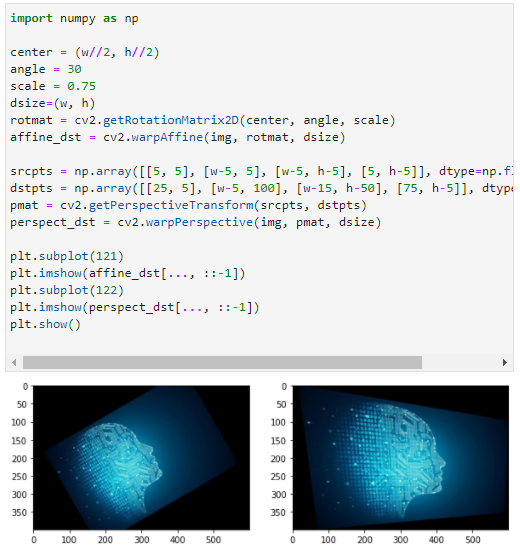 import numpy as np
center = (w//2, h//2)
angle = 30
scale = 0.75
dsize=(w, h)
rotmat = cv2.getRotationMatrix2D(center, angle, scale)
affine_dst = cv2.warpAffine(img, rotmat, dsize)
srcpts = np.array([[5, 5], [w-5, 5], [w-5, h-5], [5, h-5]], dtype=np.fl
dstpts = np.array([[25, 5], [w-5, 100], [w-15, h-50], [75, h-5]], dtype
pmat = cv2.getPerspectiveTransform(srcpts, dstpts)
perspect_dst = cv2.warpPerspective(img, pmat, dsize)
plt.subplot(121)
plt.imshow(affine_dst[..., ::-1])
plt.subplot(122)
plt.imshow(perspect_dst[..., ::-1])
plt.show()
0
50
100
150
200
250
300
350
0 100 200 300 400 500
0
50
100
150
200
250
300
350
0 100 200 300 400 500